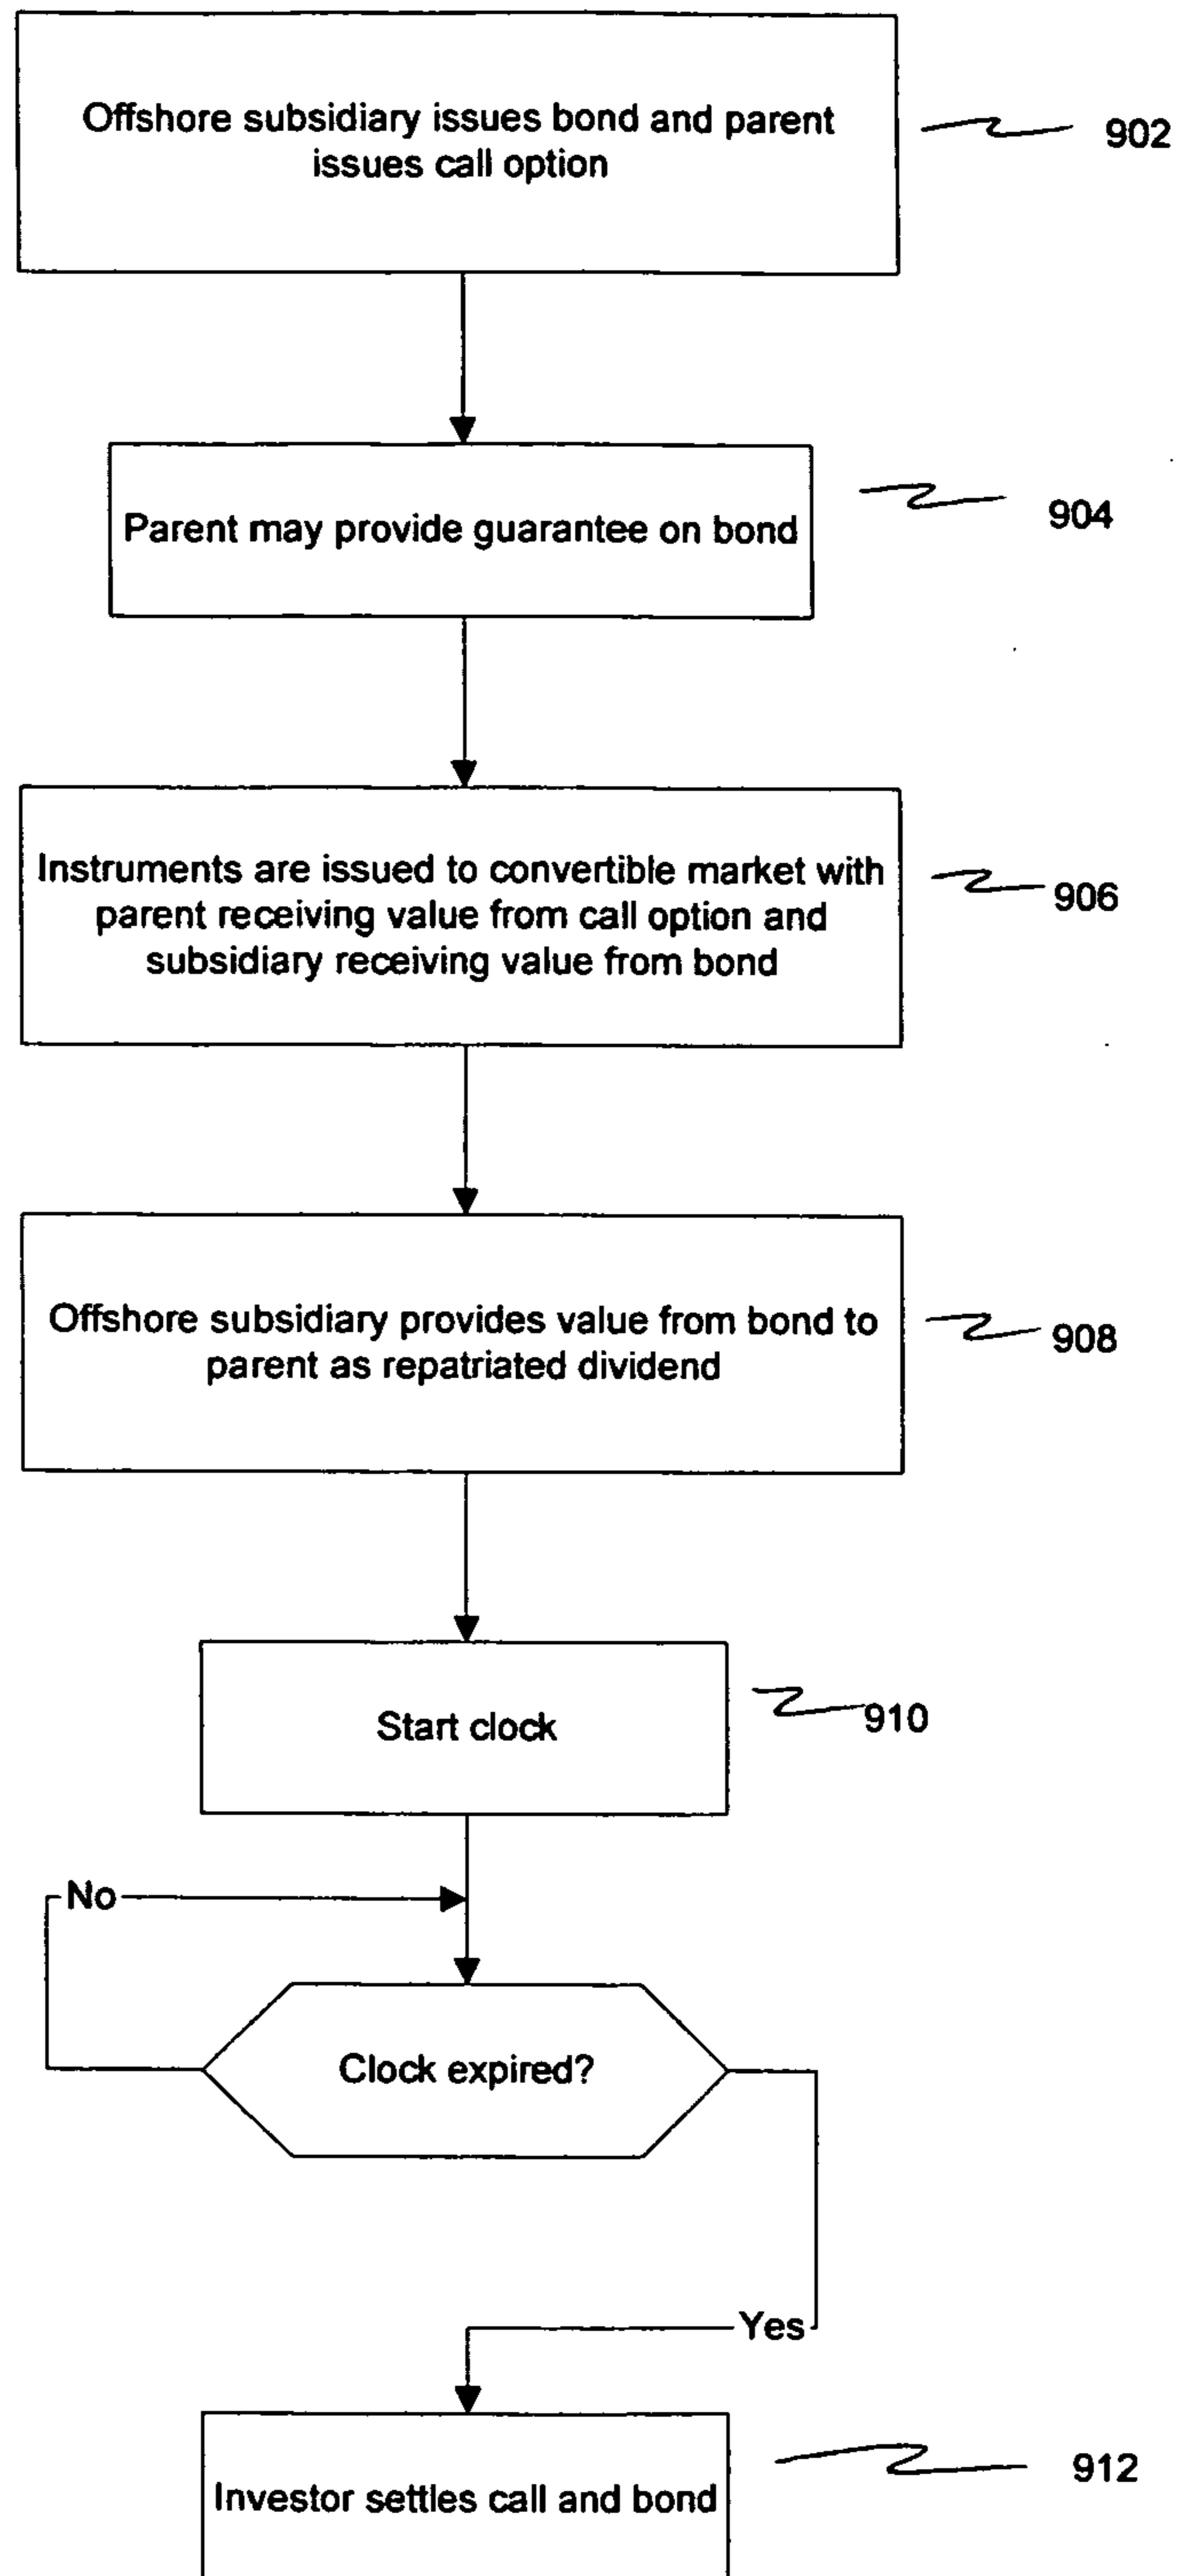 Offshore subsidiary issues bond and parent
issues call option
902
Parent may provide guarantee on bond
904
Instruments are issued to convertible market with
parent receiving value from call option and
subsidiary receiving value from bond
906
Offshore subsidiary provides value from bond to
parent as repatriated dividend
908
Start clock
910
No
Clock expired?
Yes
Investor settles call and bond
912